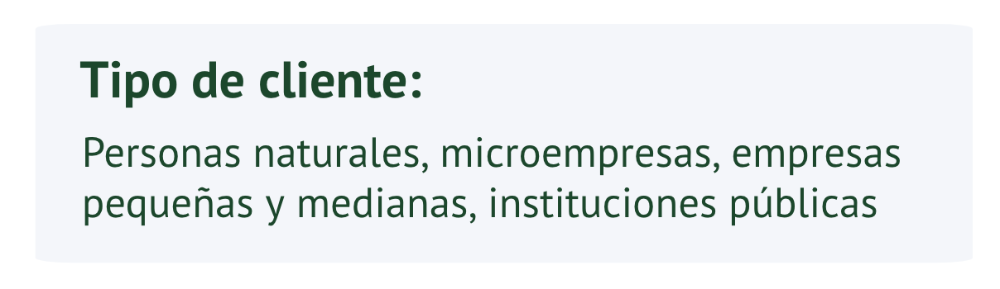 Tipo de cliente:
Personas naturales, microempresas, empresas
pequeñas y medianas, instituciones públicas